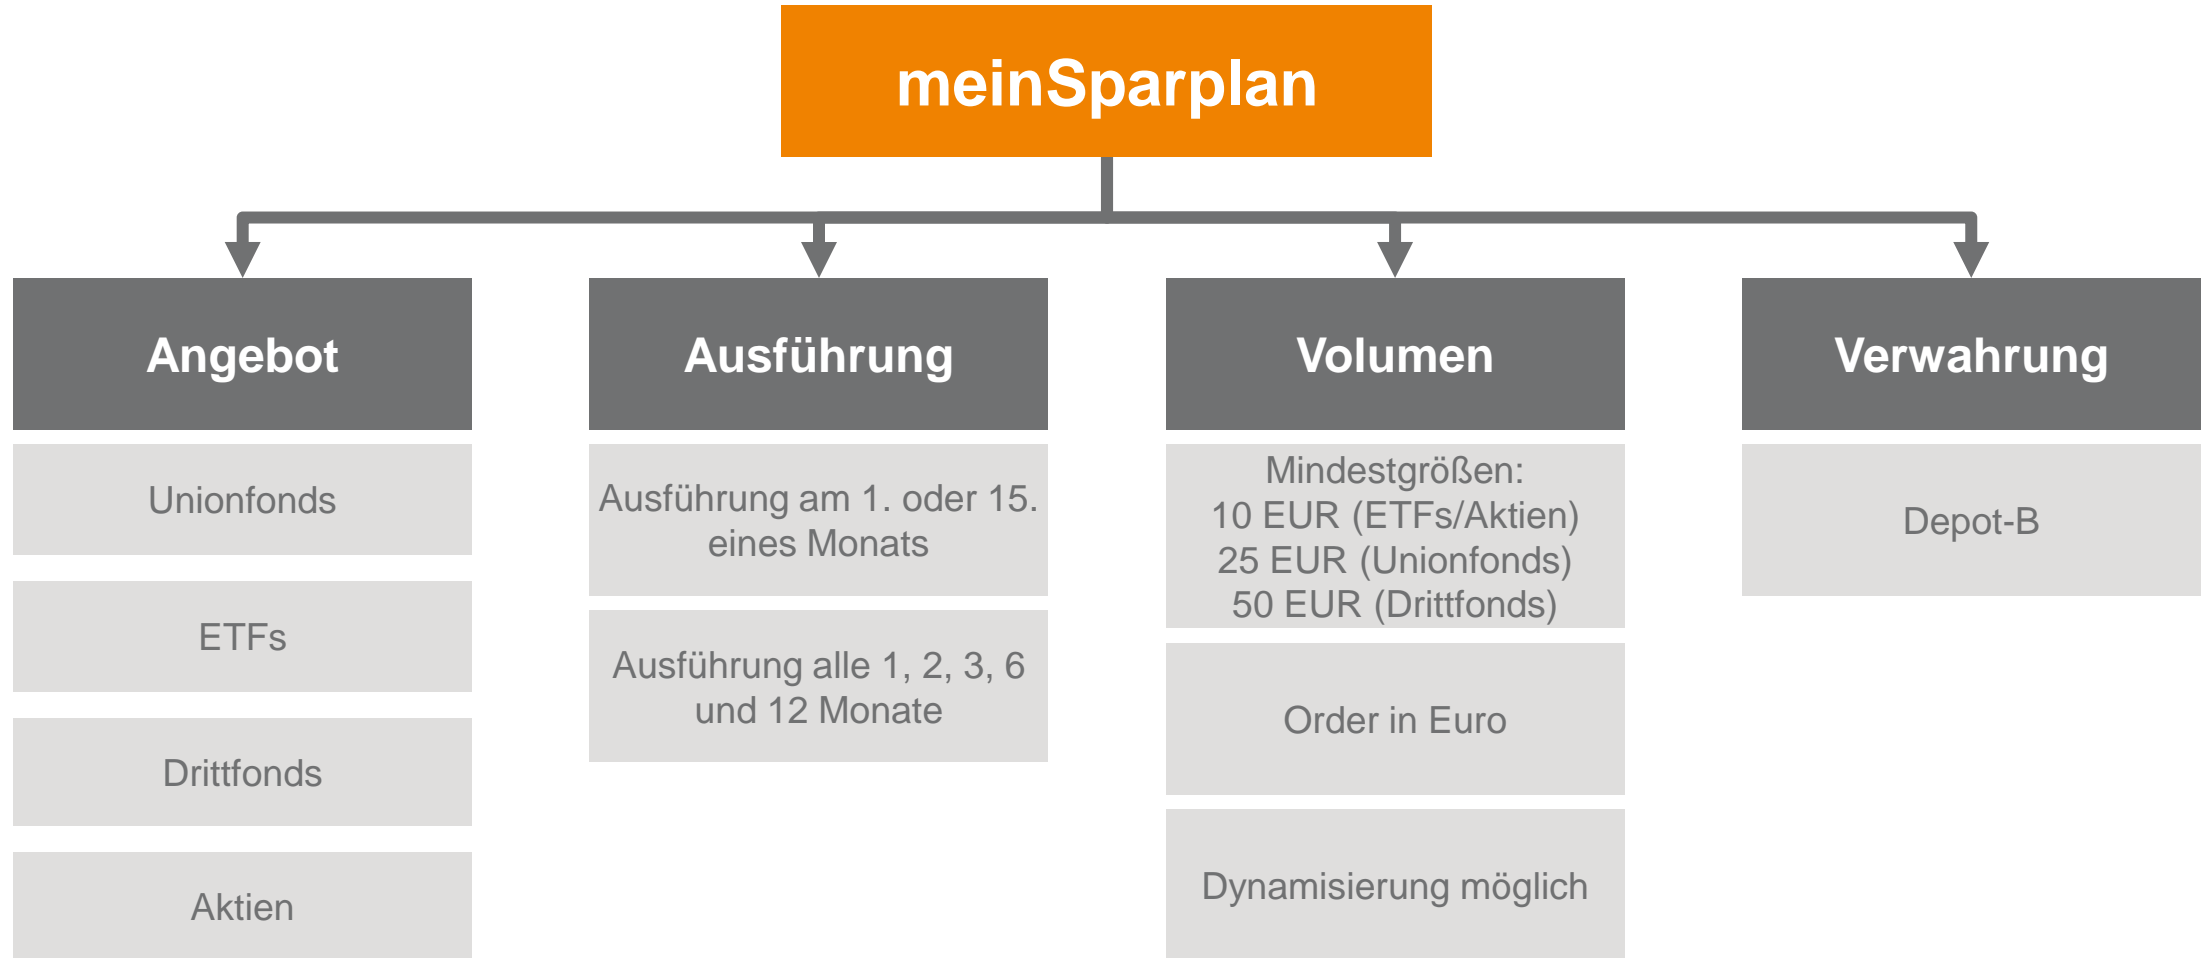 meinSparplan
Angebot
Unionfonds
ETFs
Drittfonds
Aktien
Ausführung
Ausführung am 1. oder 15.
eines Monats
Ausführung alle 1, 2, 3, 6
und 12 Monate
Volumen
Mindestgrößen:
10 EUR (ETFs/Aktien)
25 EUR (Unionfonds)
50 EUR (Drittfonds)
Order in Euro
Dynamisierung möglich
Verwahrung
Depot-B